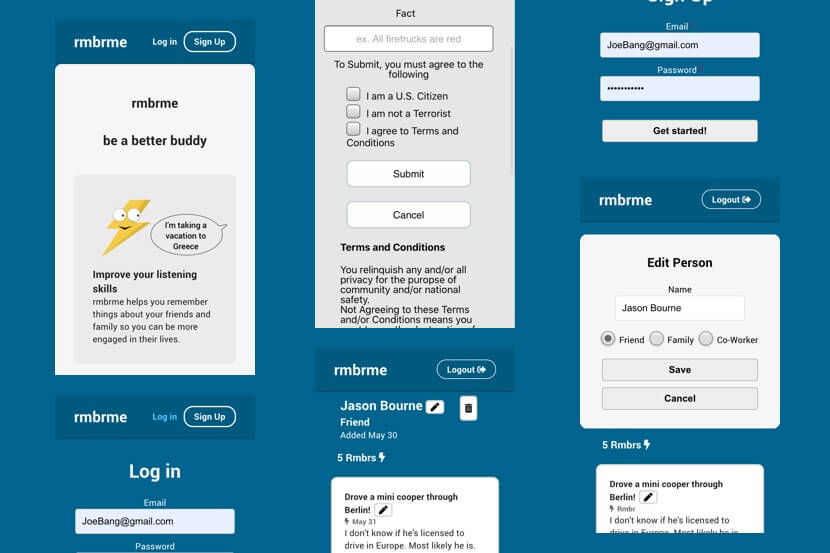 rmbrme
Log in
Sign Up
rmbrme
be a better buddy
I'm taking a
vacation to
Greece
Improve your listening
skills
rmbrme helps you remember
things about your friends and
family so you can be more
engaged in their lives.
rmbrme
Log in
Sign Up
Log in
Email
JoeBang@gmail.com
Password
Fact
ex. All firetrucks are red
To Submit, you must agree to the
following
I am a U.S. Citizen
I am not a Terrorist
I agree to Terms and
Conditions
Submit
Cancel
Terms and Conditions
You relinquish any and/or all
privacy for the puropse of
community and/or national
safety.
Not Agreeing to these Terms
and/or Conditions means you
rmbrme
Logout
Jason Bourne
Friend
Added May 30
5 Rmbrs
Drove a mini cooper through
Berlin!
May 31
I don't know if he's licensed to
drive in Europe. Most likely he is.
Sign Up
Email
JoeBang@gmail.com
Password
•••••••••••
Get started!
rmbrme
Logout
Edit Person
Name
Jason Bourne
Friend
Family
Co-Worker
Save
Cancel
5 Rmbrs
Drove a mini cooper through
Berlin!
Rmbr
I don't know if he's licensed to
drive in Europe. Most likely he is.